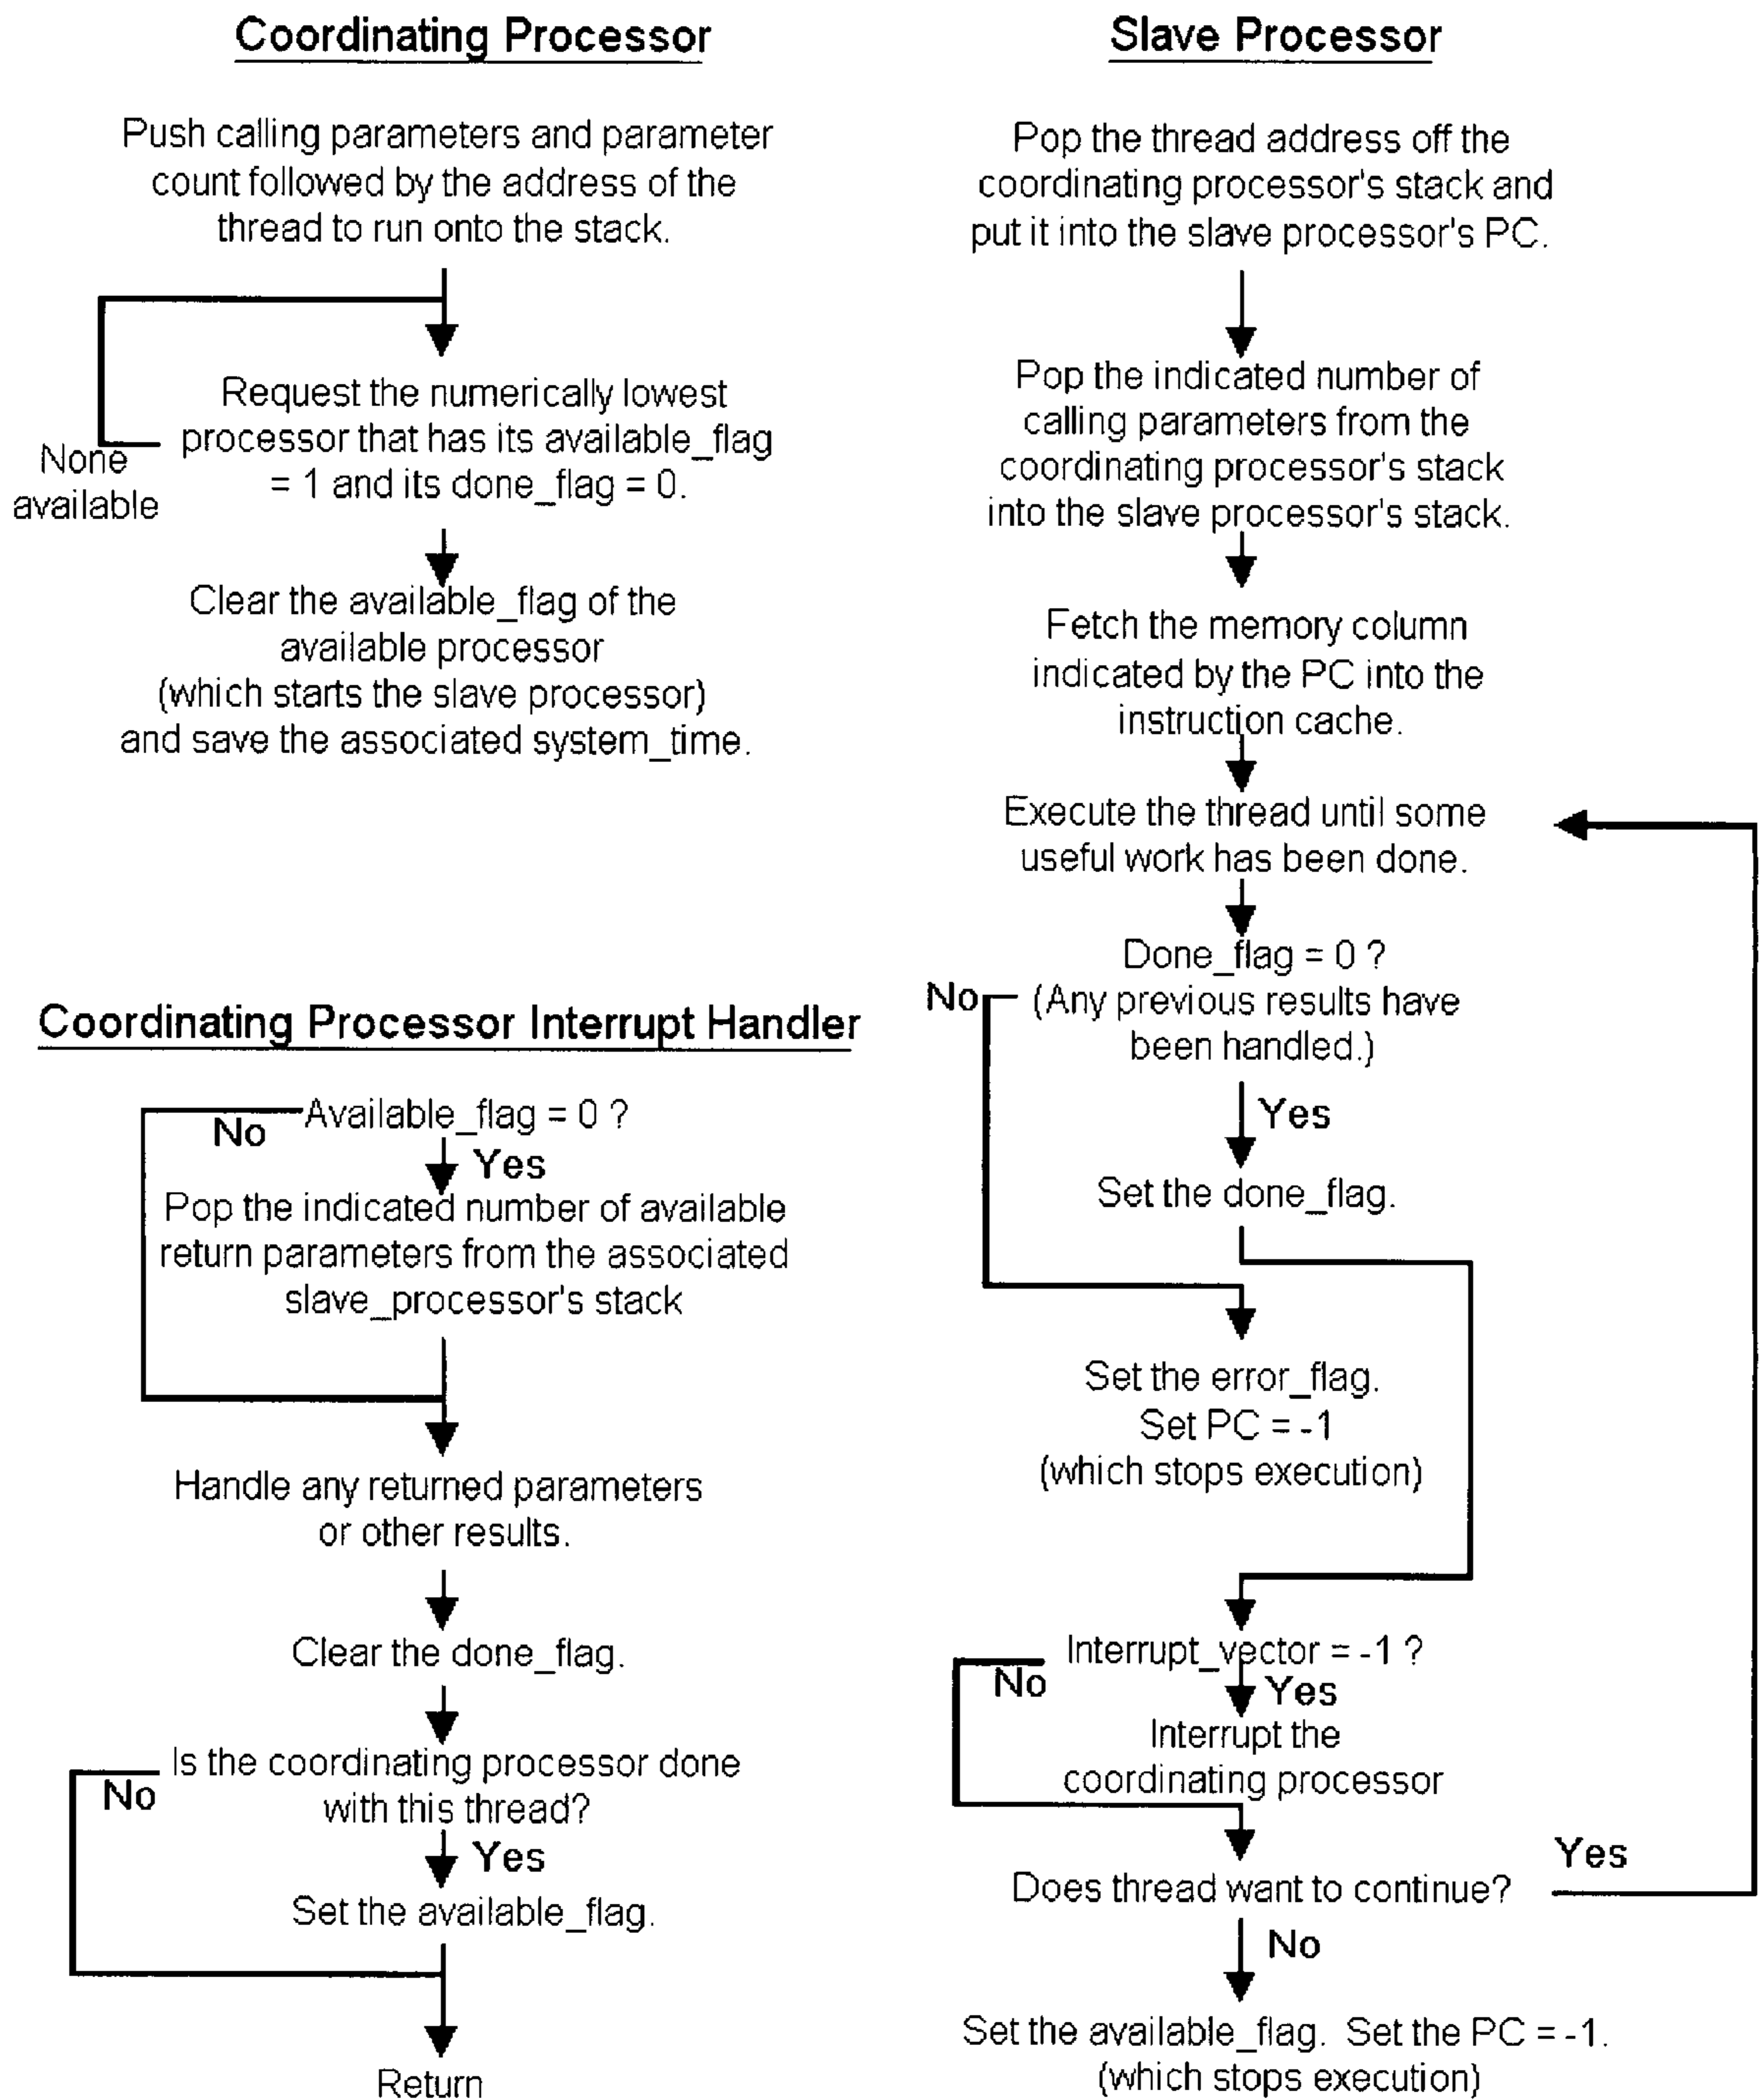 Coordinating Processor
Push calling parameters and parameter
count followed by the address of the
thread to run onto the stack.
Request the numerically lowest
processor that has its available_flag
= 1 and its done_flag = 0.
None
available
Clear the available_flag of the
available processor
(which starts the slave processor)
and save the associated system_time.
Coordinating Processor Interrupt Handler
Available_flag = 0 ?
No
Yes
Pop the indicated number of available
return parameters from the associated
slave_processor's stack
Handle any returned parameters
or other results.
Clear the done_flag.
Is the coordinating processor done
with this thread?
No
Yes
Set the available_flag.
Return
Slave Processor
Pop the thread address off the
coordinating processor's stack and
put it into the slave processor's PC.
Pop the indicated number of
calling parameters from the
coordinating processor's stack
into the slave processor's stack.
Fetch the memory column
indicated by the PC into the
instruction cache.
Execute the thread until some
useful work has been done.
Done_flag = 0 ?
No
(Any previous results have
been handled.)
Yes
Set the done_flag.
Set the error_flag.
Set PC = -1
(which stops execution)
Interrupt_vector = -1 ?
No
Yes
Interrupt the
coordinating processor
Yes
Does thread want to continue?
No
Set the available_flag. Set the PC = -1.
(which stops execution)